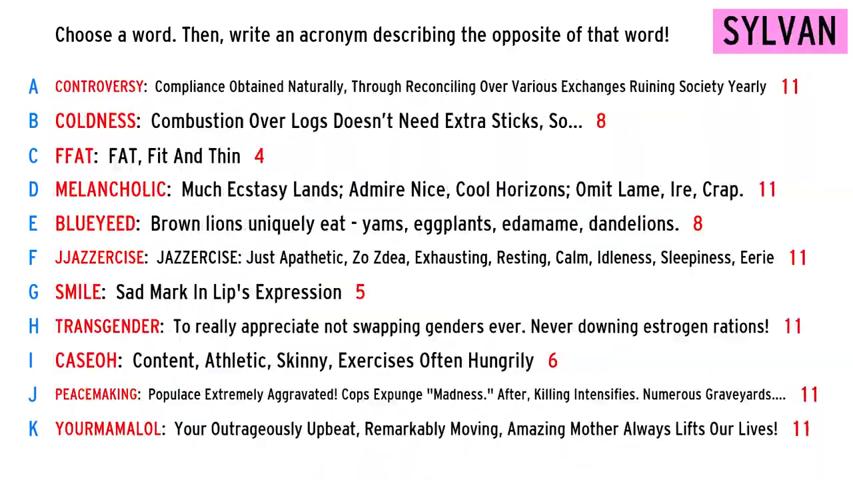 Choose a word. Then, write an acronym describing the opposite of that word!
SYLVAN
A CONTROVERSY: Compliance Obtained Naturally, Through Reconciling Over Various Exchanges Ruining Society Yearly 11
B COLDNESS: Combustion Over Logs Doesn't Need Extra Sticks, So... 8
C FFAT: FAT, Fit And Thin 4
D MELANCHOLIC: Much Ecstasy Lands; Admire Nice, Cool Horizons; Omit Lame, Ire, Crap. 11
E BLUEYEED: Brown lions uniquely eat - yams, eggplants, edamame, dandelions. 8
F JJAZZERCISE: JAZZERCISE: Just Apathetic, Zo Zdea, Exhausting, Resting, Calm, Idleness, Sleepiness, Eerie 11
G SMILE: Sad Mark In Lip's Expression 5
H TRANSGENDER: To really appreciate not swapping genders ever. Never downing estrogen rations! 11
I CASEOH: Content, Athletic, Skinny, Exercises Often Hungrily 6
J PEACEMAKING: Populace Extremely Aggravated! Cops Expunge "Madness." After, Killing Intensifies. Numerous Graveyards.... 11
K YOURMAMALOL: Your Outrageously Upbeat, Remarkably Moving, Amazing Mother Always Lifts Our Lives! 11